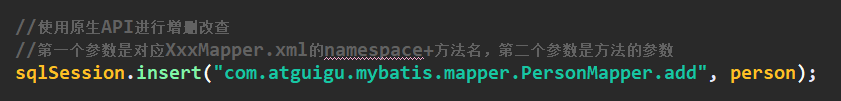 //使用原生API进行增删改查
//第一个参数是对应XxxMapper.xml的namespace+方法名，第二个参数是方法的参数
sqlSession.insert("com.atguigu.mybatis.mapper.PersonMapper.add", person);